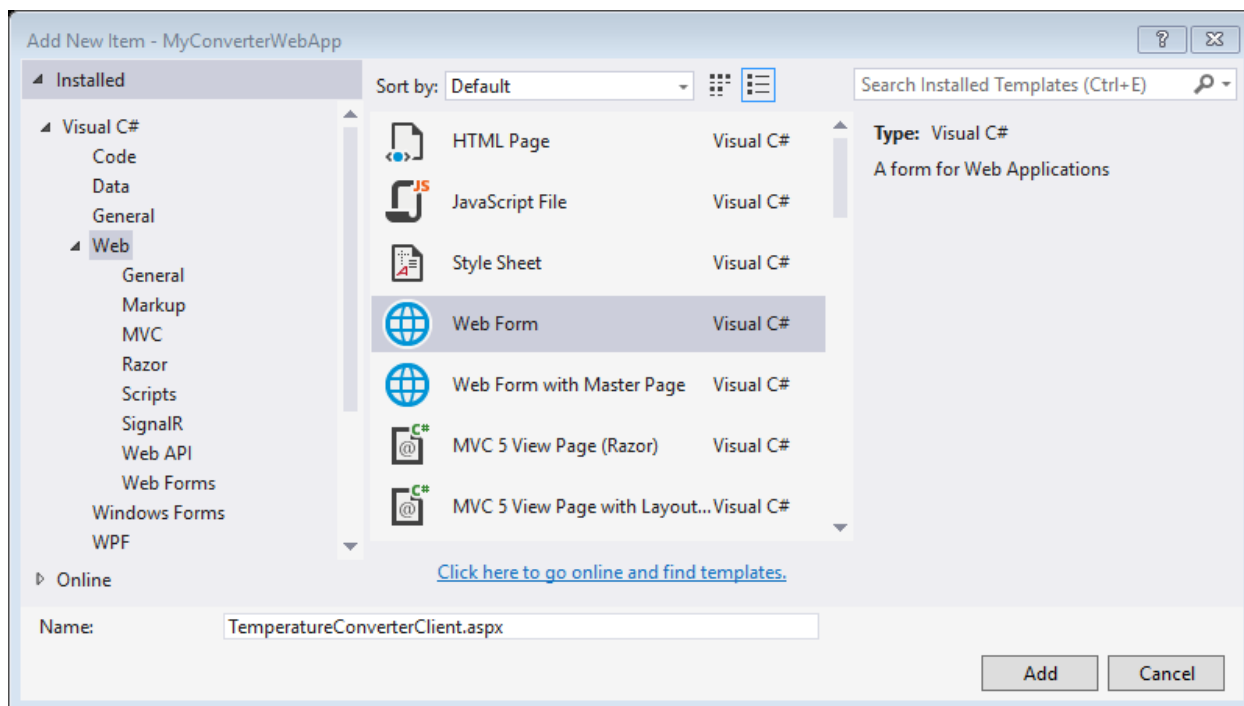 Add New Item - MyConverterWebApp
Installed
Sort by: Default
Search Installed Templates (Ctrl+E)
Visual C#
Code
Data
General
Web
General
Markup
MVC
Razor
Scripts
SignalR
Web API
Web Forms
Windows Forms
WPF
Online
HTML Page Visual C#
JavaScript File Visual C#
Style Sheet Visual C#
Web Form Visual C#
Web Form with Master Page Visual C#
MVC 5 View Page (Razor) Visual C#
MVC 5 View Page with Layout... Visual C#
Click here to go online and find templates.
Type: Visual C#
A form for Web Applications
Name: TemperatureConverterClient.aspx
Add Cancel